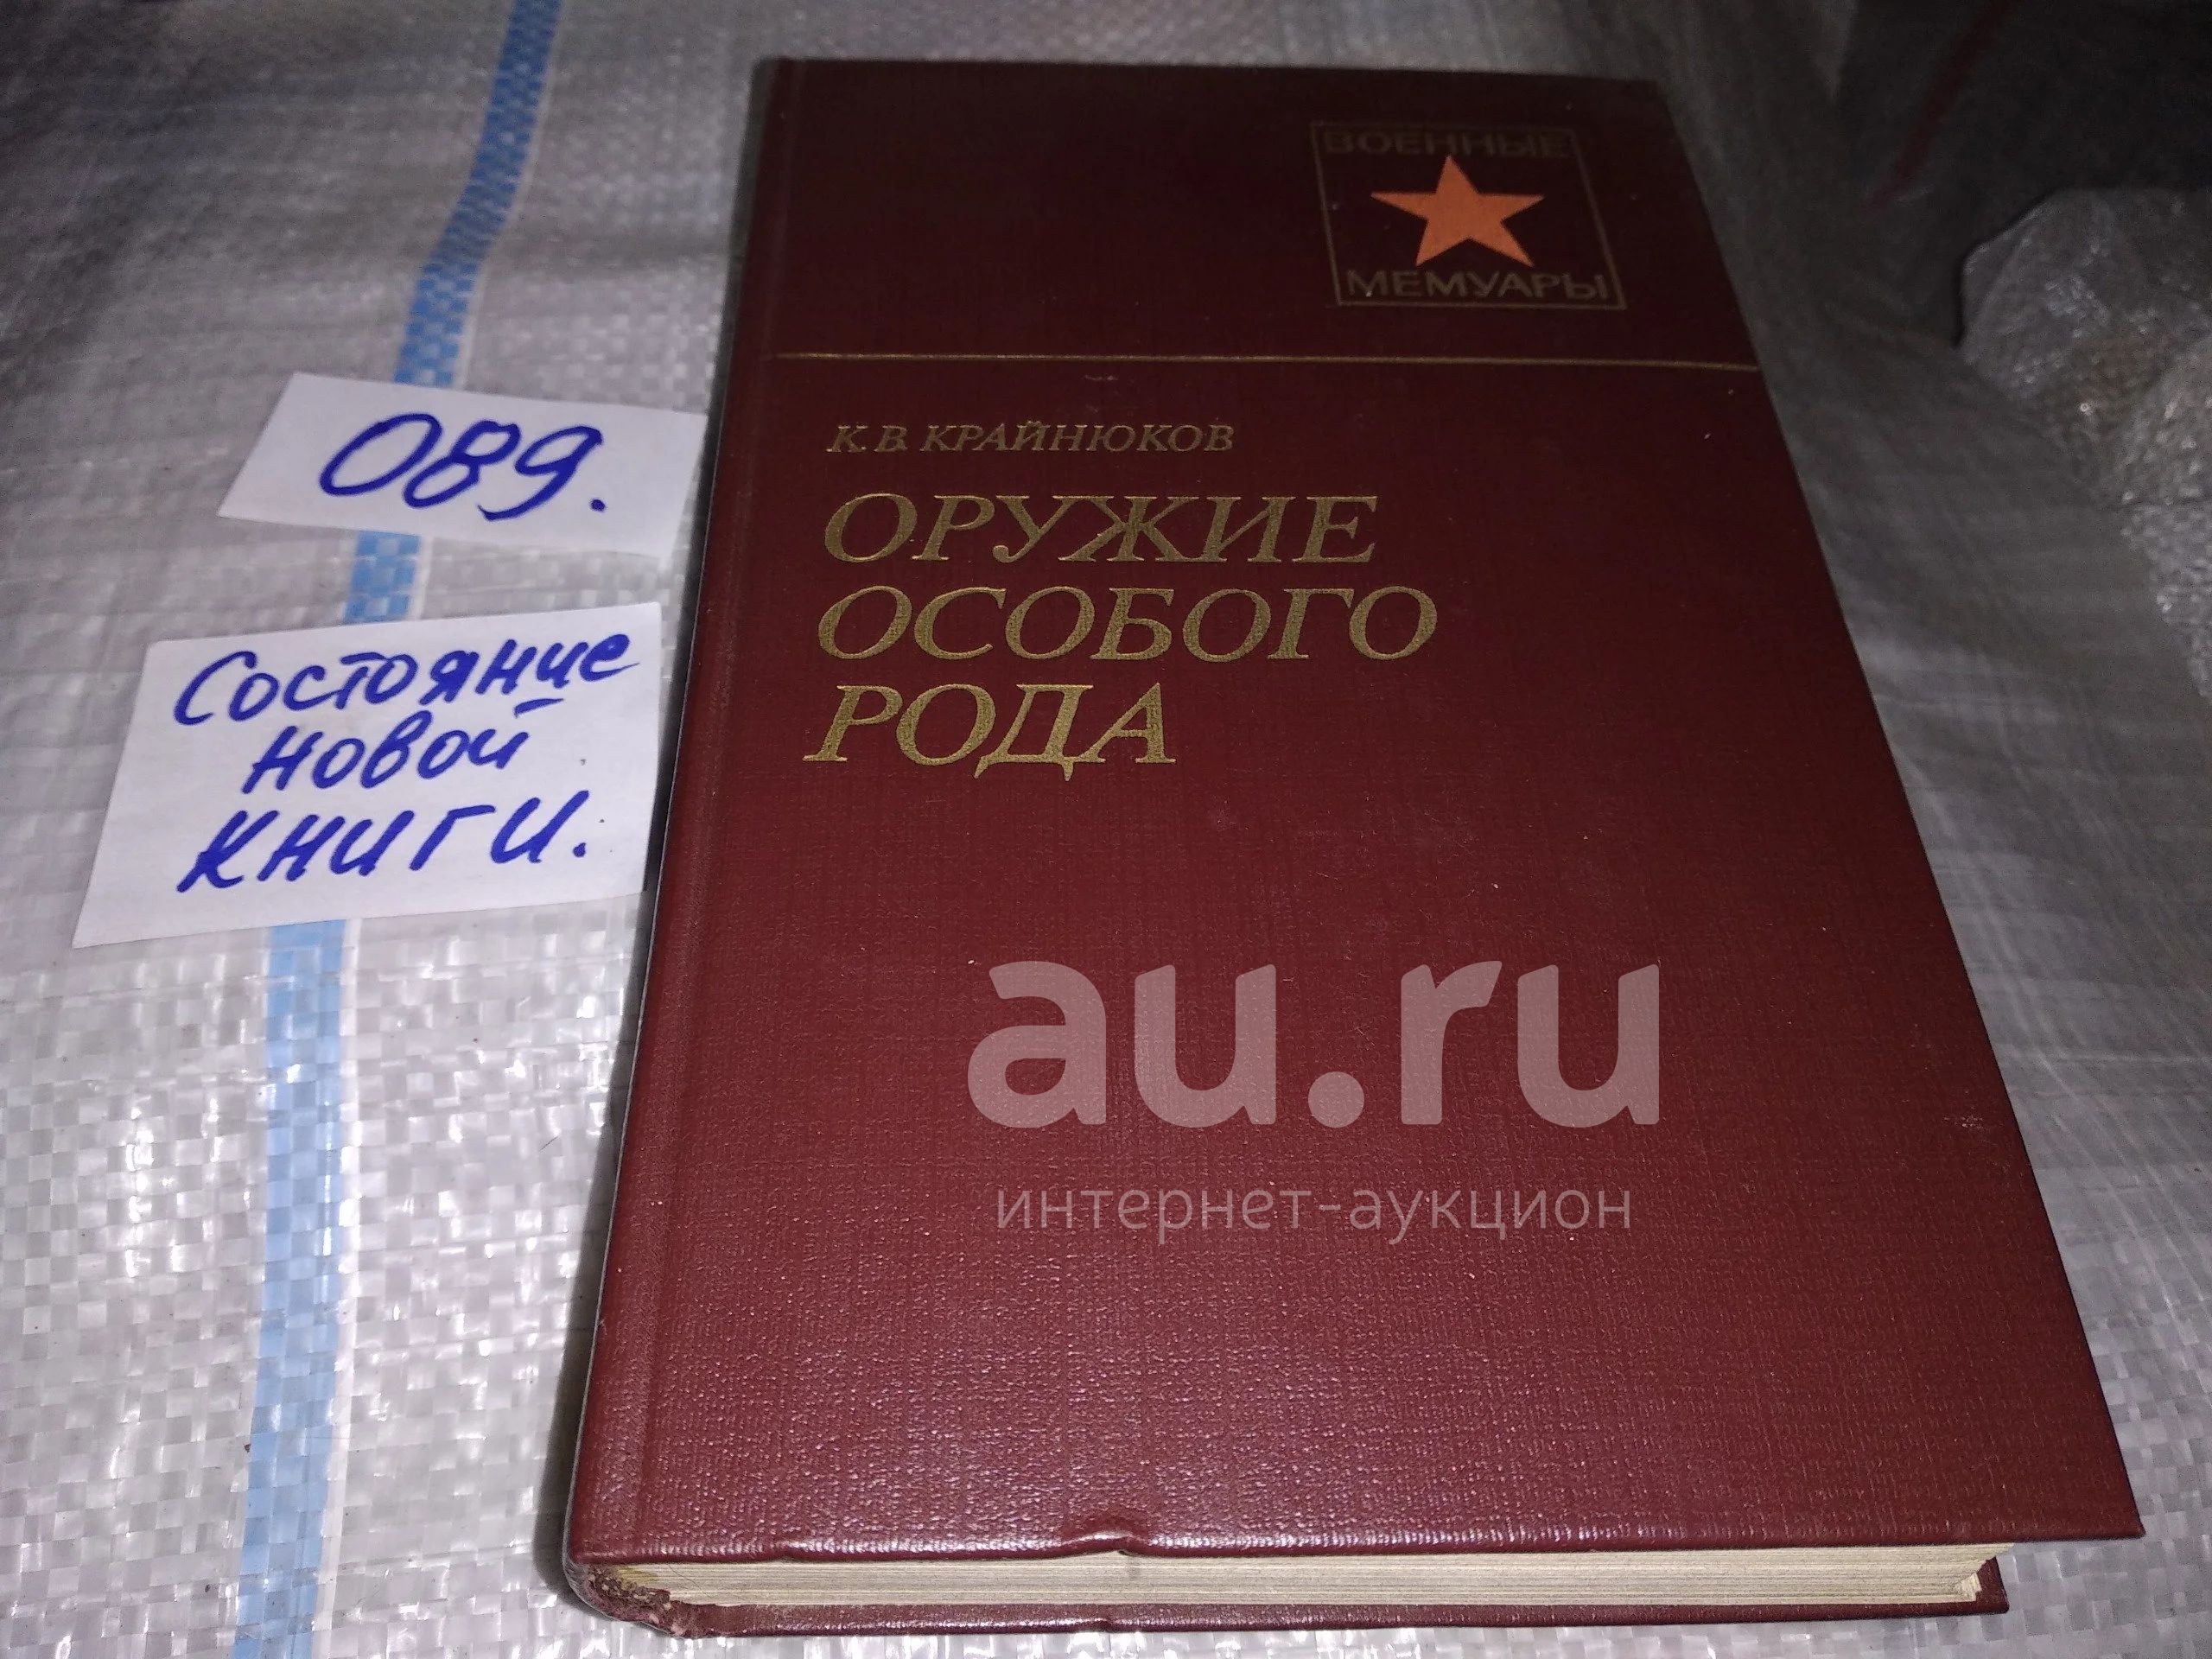 ВОЕННЫЕ
МЕМУАРЫ
К. В. КРАЙНЮКОВ
ОРУЖИЕ
ОСОБОГО
РОДА
089.
Состояние
новой
книги.
au.ru
интернет-аукцион